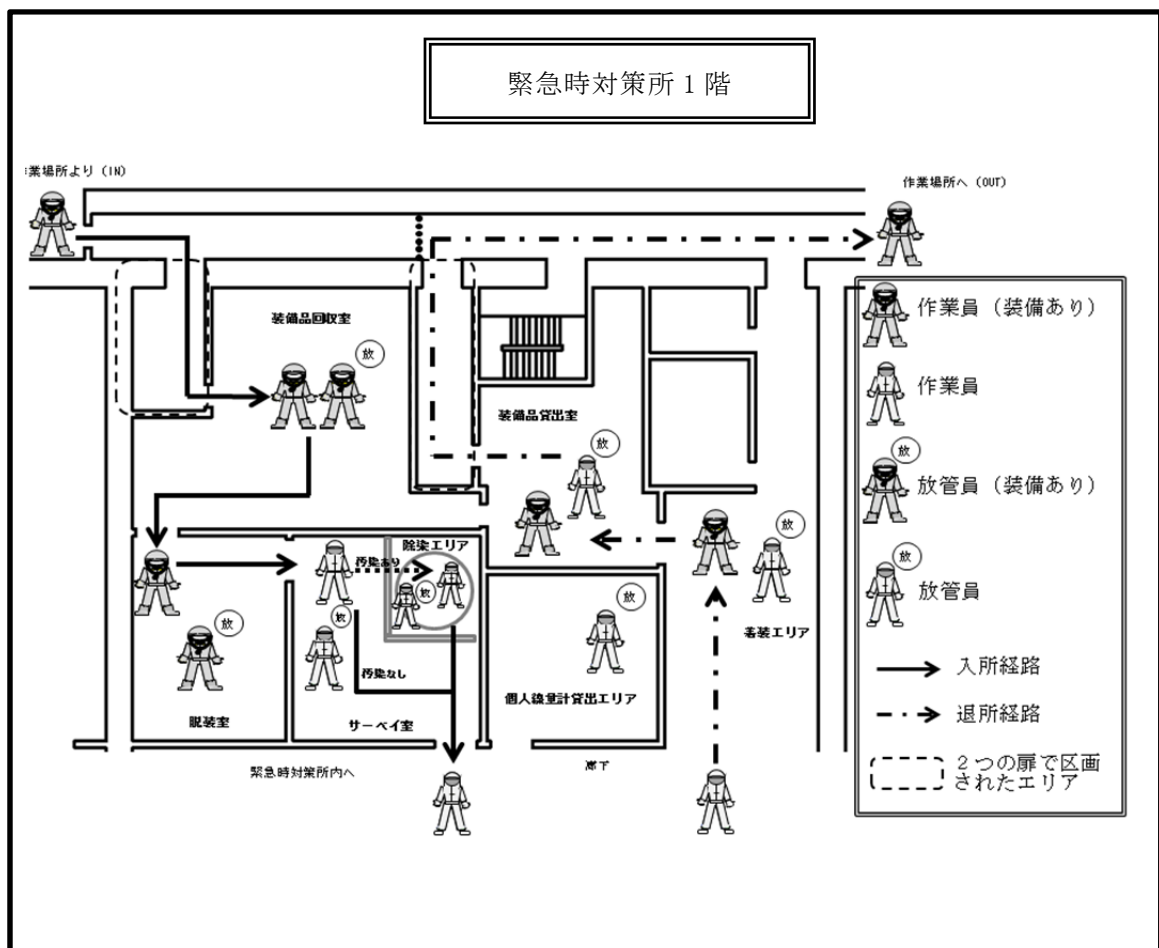 緊急時対策所1階
業場所より(IN)
作業場所へ(OUT)
装備品回収室
放
装備品貸出室
放
除染エリア
汚染あり
放
放
放
着装エリア
放
放
汚染なし
脱装室
サーベイ室
個人線量計貸出エリア
緊急時対策所内へ
廊下
作業員(装備あり)
作業員
放
放管員(装備あり)
放
放管員
入所経路
退所経路
2つの扉で区画
されたエリア